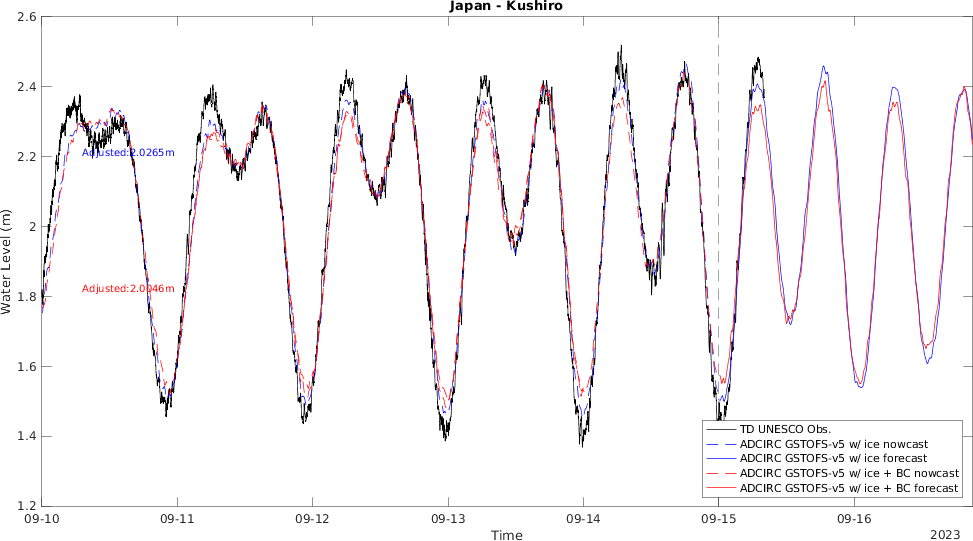 Japan - Kushiro
Water Level (m)
2.6
2.4
2.2
2
1.8
1.6
1.4
1.2
Adjusted:2.0265m
Adjusted:2.0046m
TD UNESCO Obs.
ADCIRC GSTOFS-v5 w/ ice nowcast
ADCIRC GSTOFS-v5 w/ ice forecast
ADCIRC GSTOFS-v5 w/ ice + BC nowcast
ADCIRC GSTOFS-v5 w/ ice + BC forecast
09-10 09-11 09-12 09-13 09-14 09-15 09-16
Time
2023